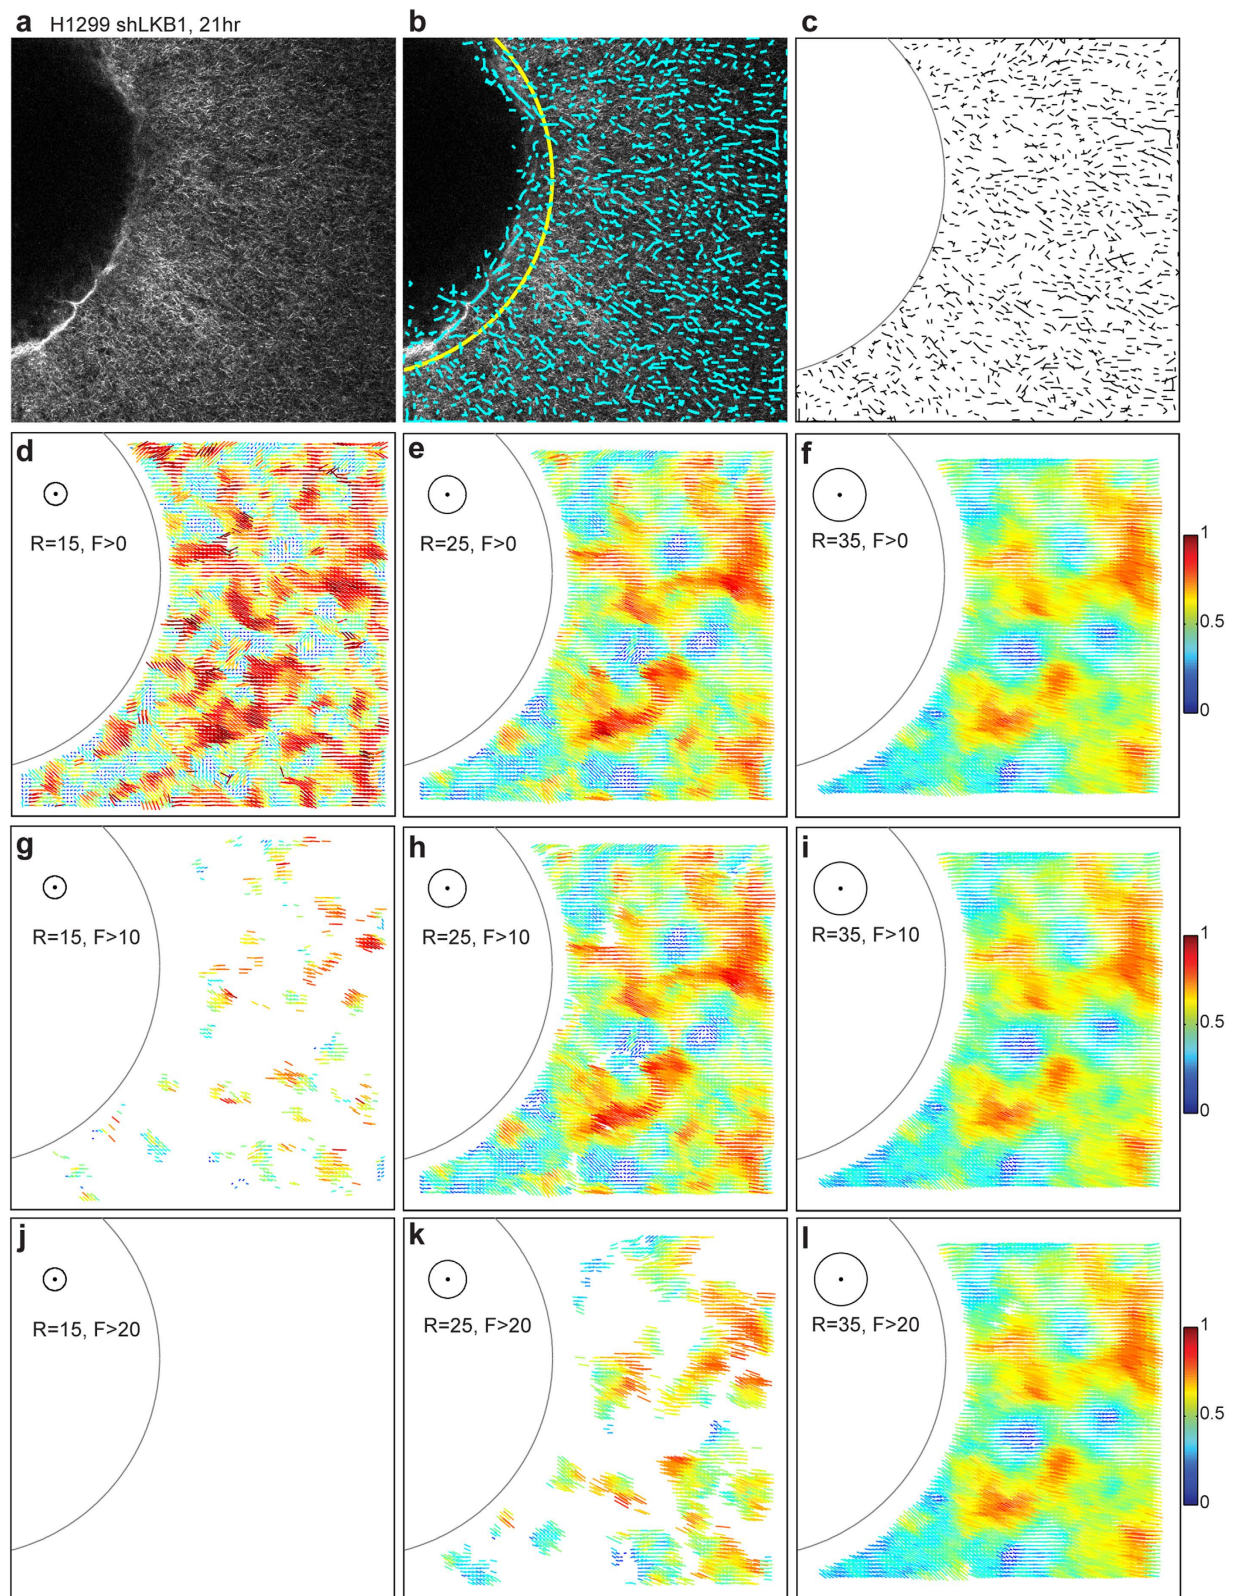 a H1299 shLKB1, 21hr
b
c
d
R=15, F>0
e
R=25, F>0
f
R=35, F>0
1
0.5
0
g
R=15, F>10
h
R=25, F>10
i
R=35, F>10
1
0.5
0
j
R=15, F>20
k
R=25, F>20
l
R=35, F>20
1
0.5
0